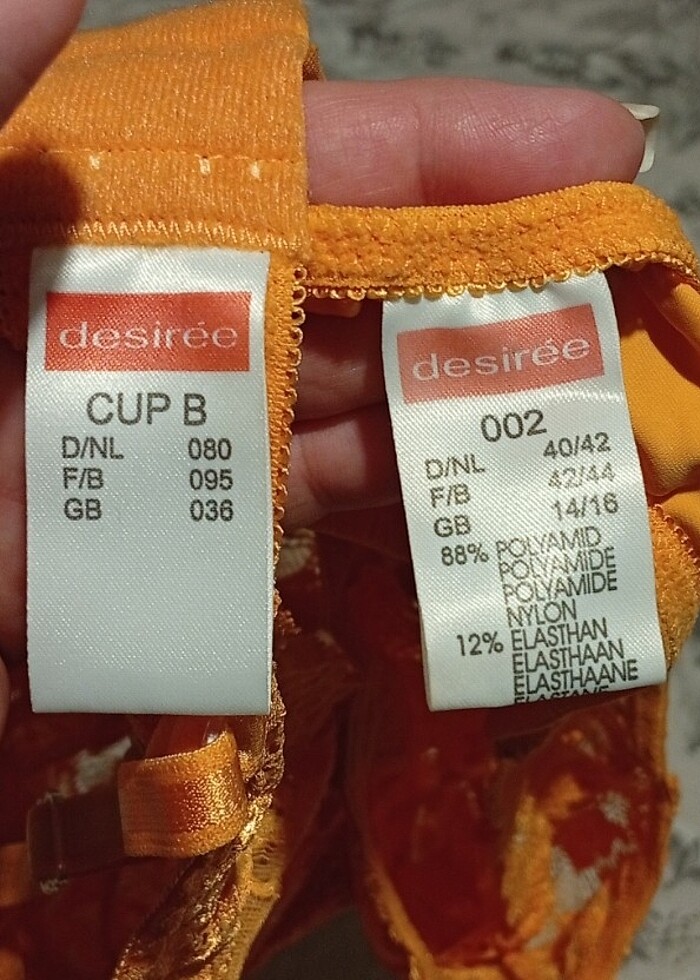 desirée
CUP B
D/NL 080
F/B 095
GB 036
desirée
002
D/NL 40/42
F/B 42/44
GB 14/16
88% POLYAMID
POLYAMIDE
POLYAMIDE
NYLON
12% ELASTHAN
ELASTHAAN
ELASTHAANE
ELASTANE